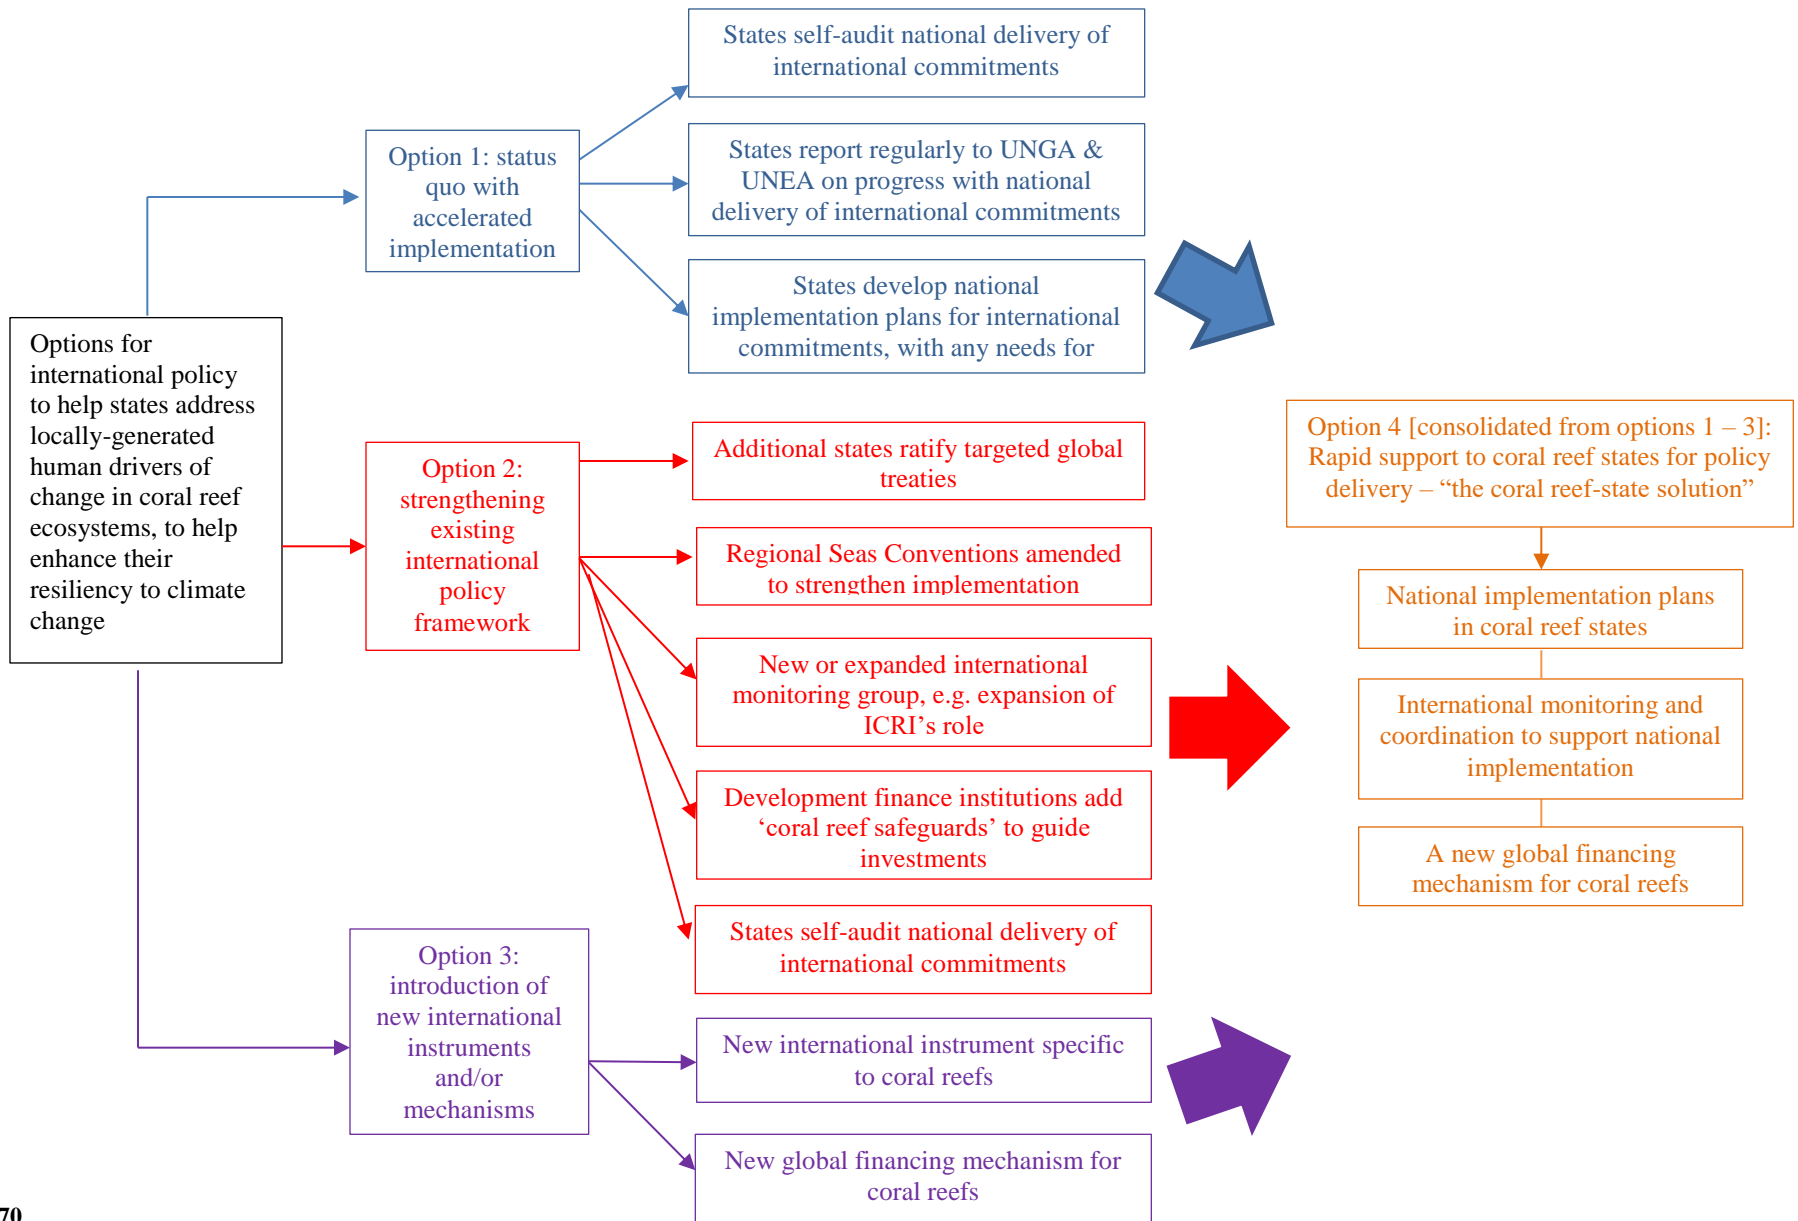 Options for
international policy
to help states address
locally-generated
human drivers of
change in coral reef
ecosystems, to help
enhance their
resiliency to climate
change
Option 1: status
quo with
accelerated
implementation
States self-audit national delivery of
international commitments
States report regularly to UNGA &
UNEA on progress with national
delivery of international commitments
States develop national
implementation plans for international
commitments, with any needs for
Option 2:
strengthening
existing
international
policy
framework
Additional states ratify targeted global
treaties
Regional Seas Conventions amended
to strengthen implementation
New or expanded international
monitoring group, e.g. expansion of
ICRI’s role
Development finance institutions add
‘coral reef safeguards’ to guide
investments
States self-audit national delivery of
international commitments
Option 3:
introduction of
new international
instruments
and/or
mechanisms
New international instrument specific
to coral reefs
New global financing mechanism for
coral reefs
Option 4 [consolidated from options 1 – 3]:
Rapid support to coral reef states for policy
delivery – “the coral reef-state solution”
National implementation plans
in coral reef states
International monitoring and
coordination to support national
implementation
A new global financing
mechanism for coral reefs
70